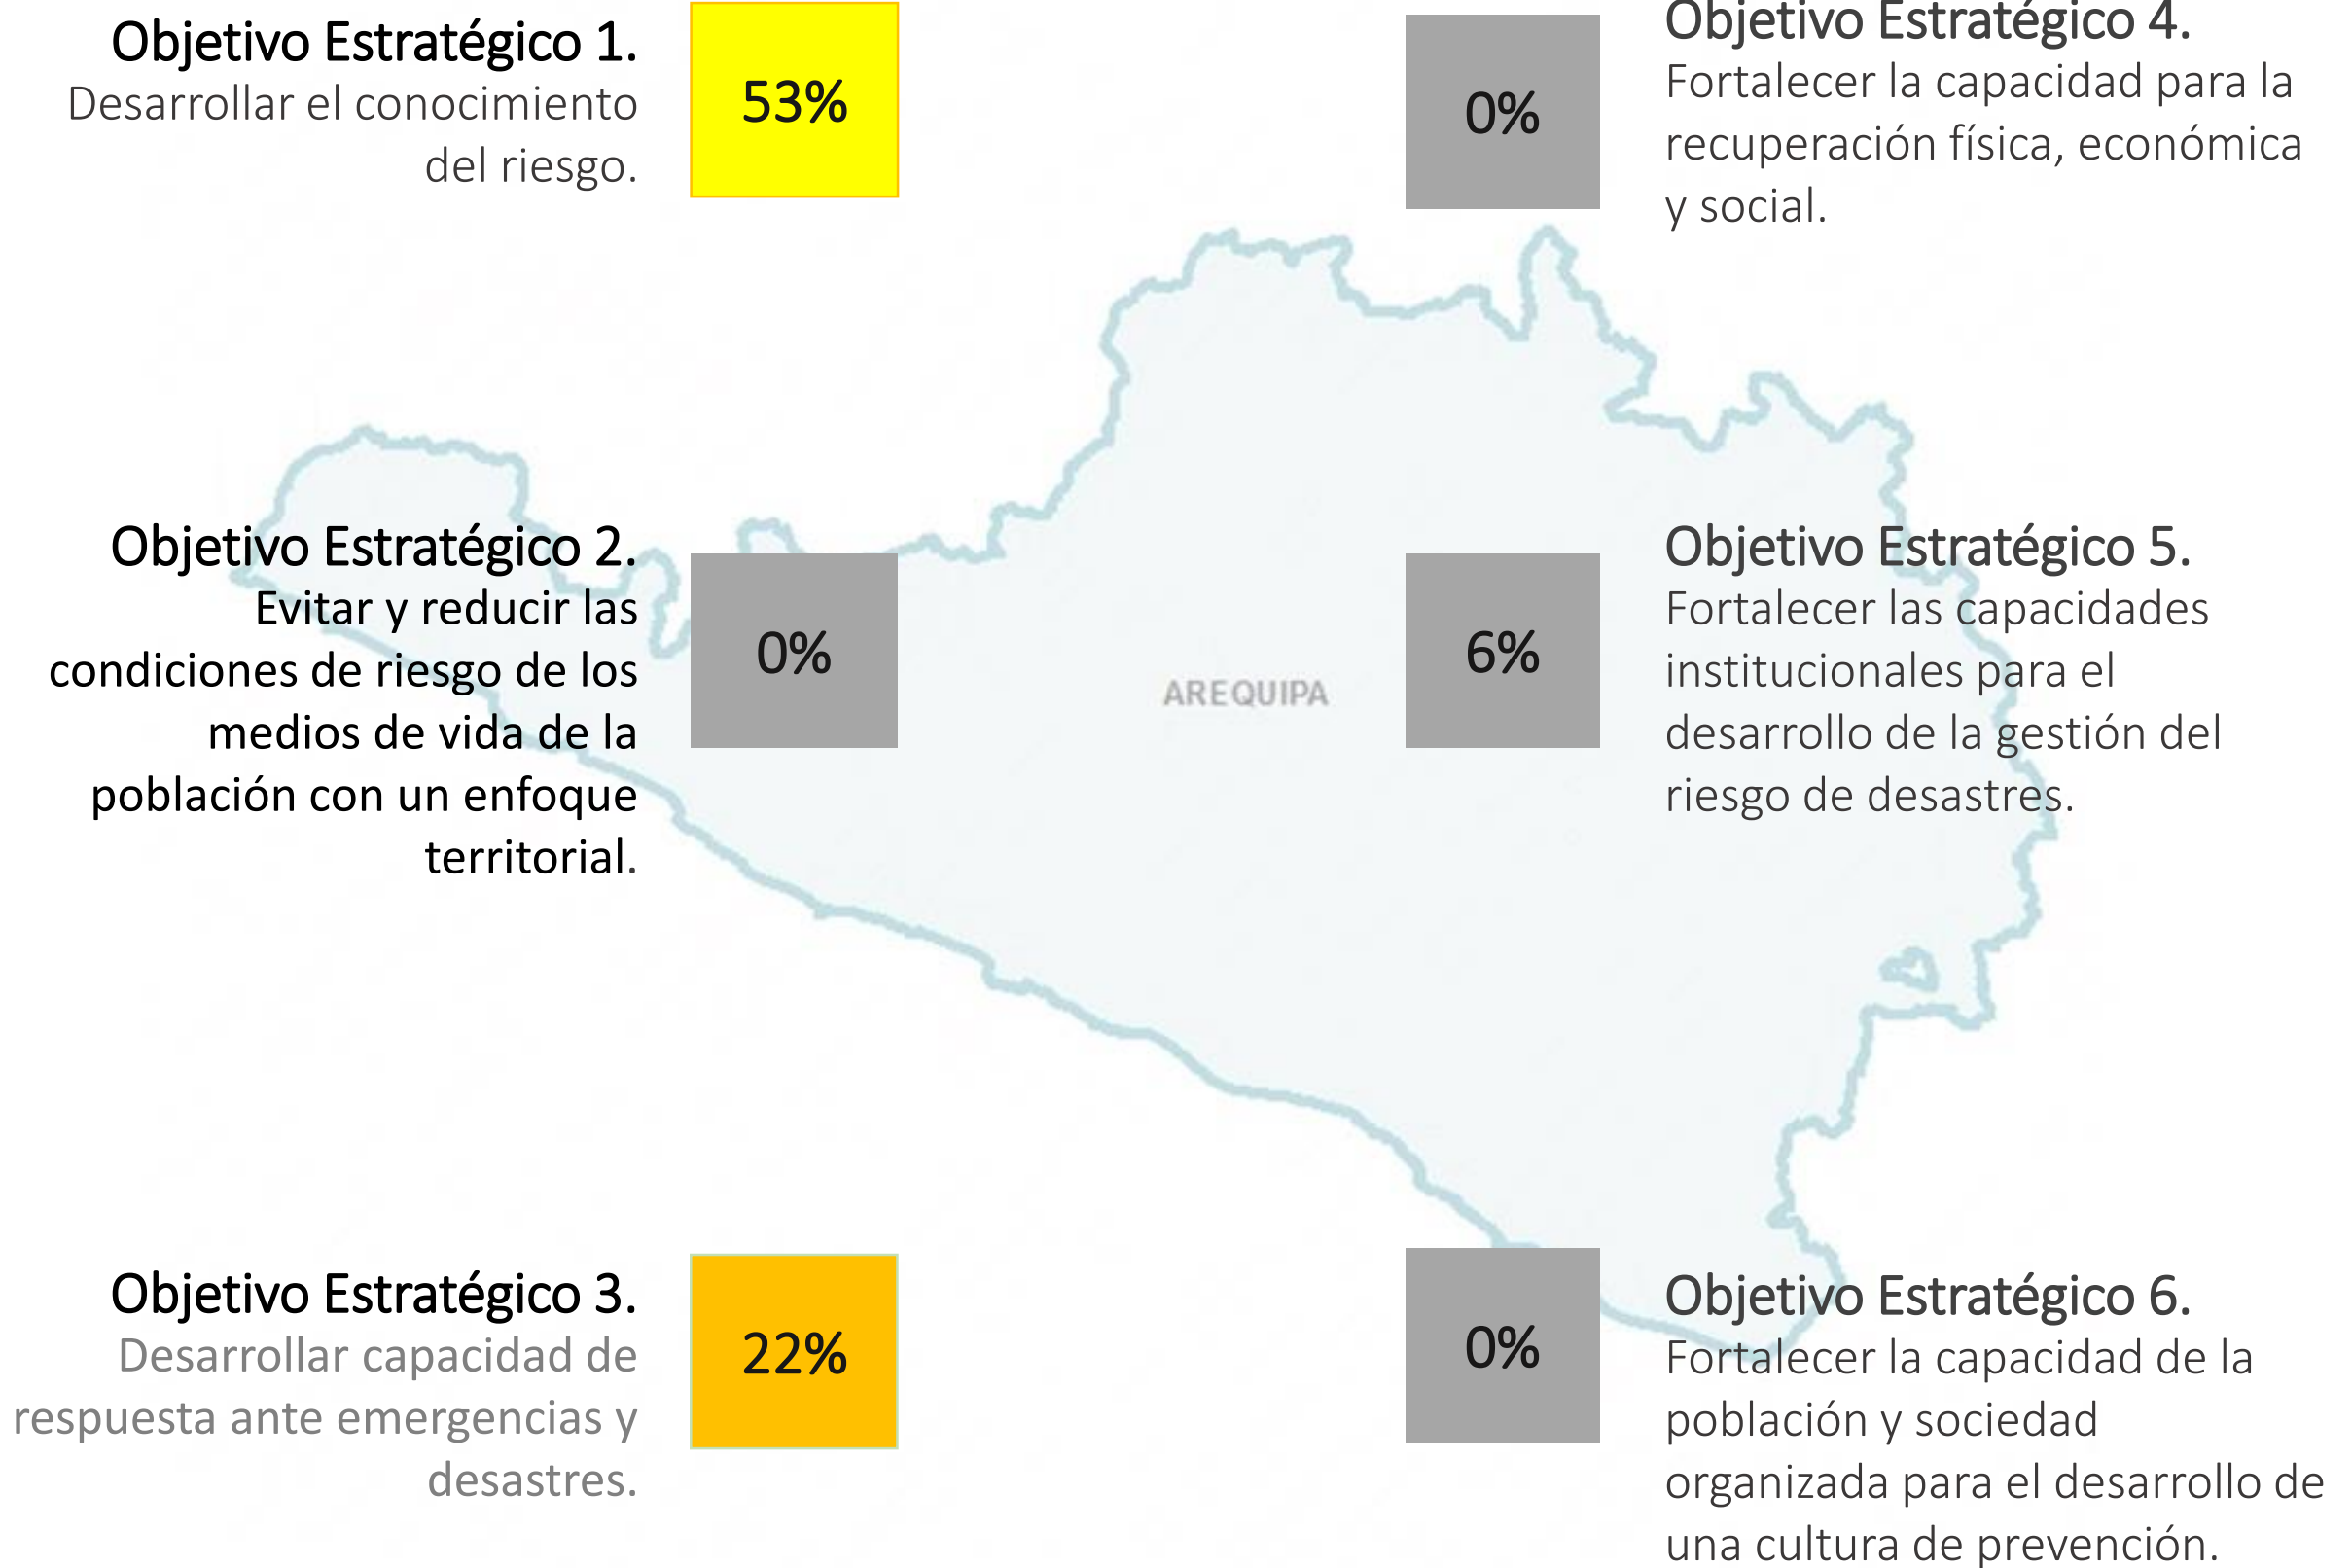 Objetivo Estratégico 1.
Desarrollar el conocimiento
del riesgo.
53%
Objetivo Estratégico 2.
Evitar y reducir las
condiciones de riesgo de los
medios de vida de la
población con un enfoque
territorial.
0%
Objetivo Estratégico 3.
Desarrollar capacidad de
respuesta ante emergencias y
desastres.
22%
AREQUIPA
0%
Objetivo Estratégico 4.
Fortalecer la capacidad para la
recuperación física, económica
y social.
6%
Objetivo Estratégico 5.
Fortalecer las capacidades
institucionales para el
desarrollo de la gestión del
riesgo de desastres.
0%
Objetivo Estratégico 6.
Fortalecer la capacidad de la
población y sociedad
organizada para el desarrollo de
una cultura de prevención.